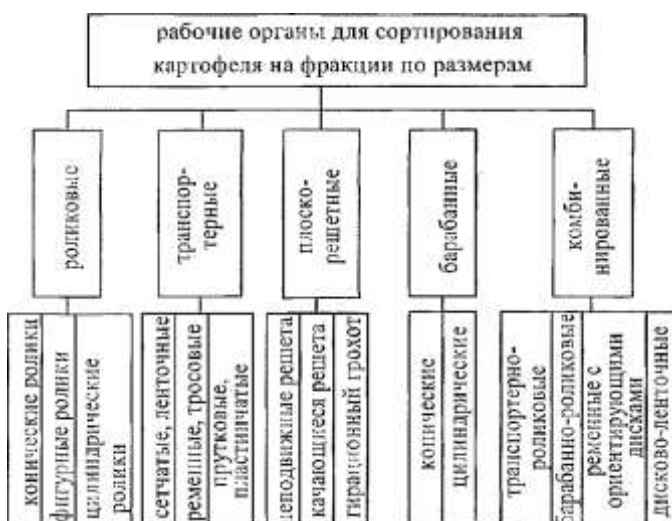 рабочие органы для сортирования
картофеля на фракции по размерам
роликовые
транспор-
терные
плоско-
решетные
барабанные
комби-
нированные
конические ролики
фигурные ролики
цилиндрические
ролики
сетчатые, ленточные
ременные, тросовые
прутковые,
пластинчатые
неподвижные решета
качающиеся решета
гирационный грохот
конические
цилиндрические
транспортерно-
роликовые
барабанно-роликовые
ременные с
ориентирующими
дисками
дисково-ленточные